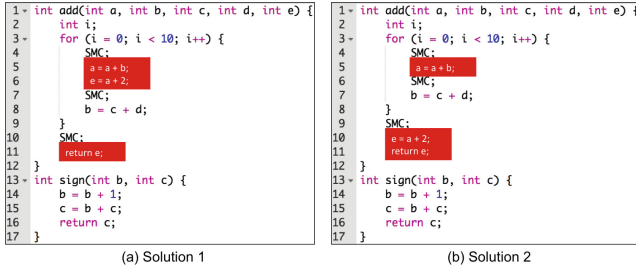 1 int add(int a, int b, int c, int d, int e) {
2 int i;
3 for (i = 0; i < 10; i++) {
4 SMC;
5 a = a + b;
e = a + 2;
6 SMC;
7 SMC;
8 b = c + d;
9 }
10 SMC;
11 return e;
12 }
13 int sign(int b, int c) {
14 b = b + 1;
15 c = b + c;
16 return c;
17 }
(a) Solution 1
1 int add(int a, int b, int c, int d, int e) {
2 int i;
3 for (i = 0; i < 10; i++) {
4 SMC;
5 a = a + b;
6 SMC;
7 b = c + d;
8 }
9 SMC;
10 e = a + 2;
11 return e;
12 }
13 int sign(int b, int c) {
14 b = b + 1;
15 c = b + c;
16 return c;
17 }
(b) Solution 2